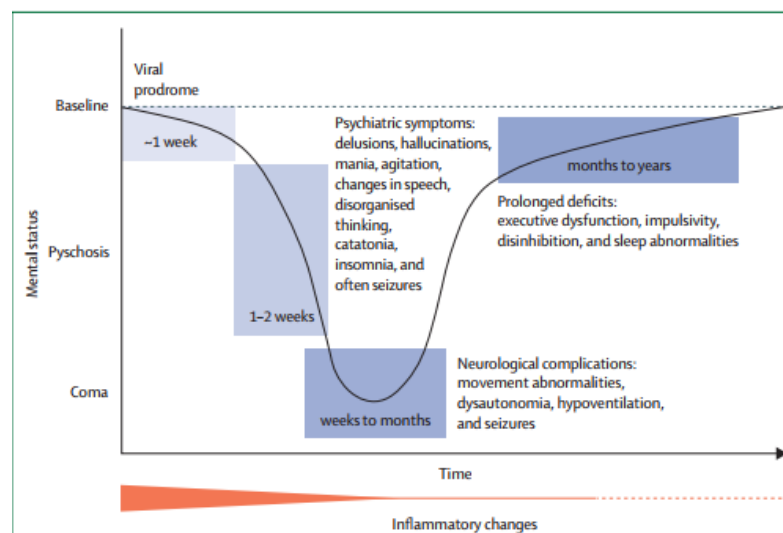 Viral
prodrome
Baseline
~1 week
Psychiatric symptoms:
delusions, hallucinations,
mania, agitation,
changes in speech,
disorganised
thinking,
catatonia,
insomnia, and
often seizures
months to years
Prolonged deficits:
executive dysfunction, impulsivity,
disinhibition, and sleep abnormalities
Mental status
Pyschosis
1–2 weeks
Coma
weeks to months
Neurological complications:
movement abnormalities,
dysautonomia, hypoventilation,
and seizures
Time
Inflammatory changes